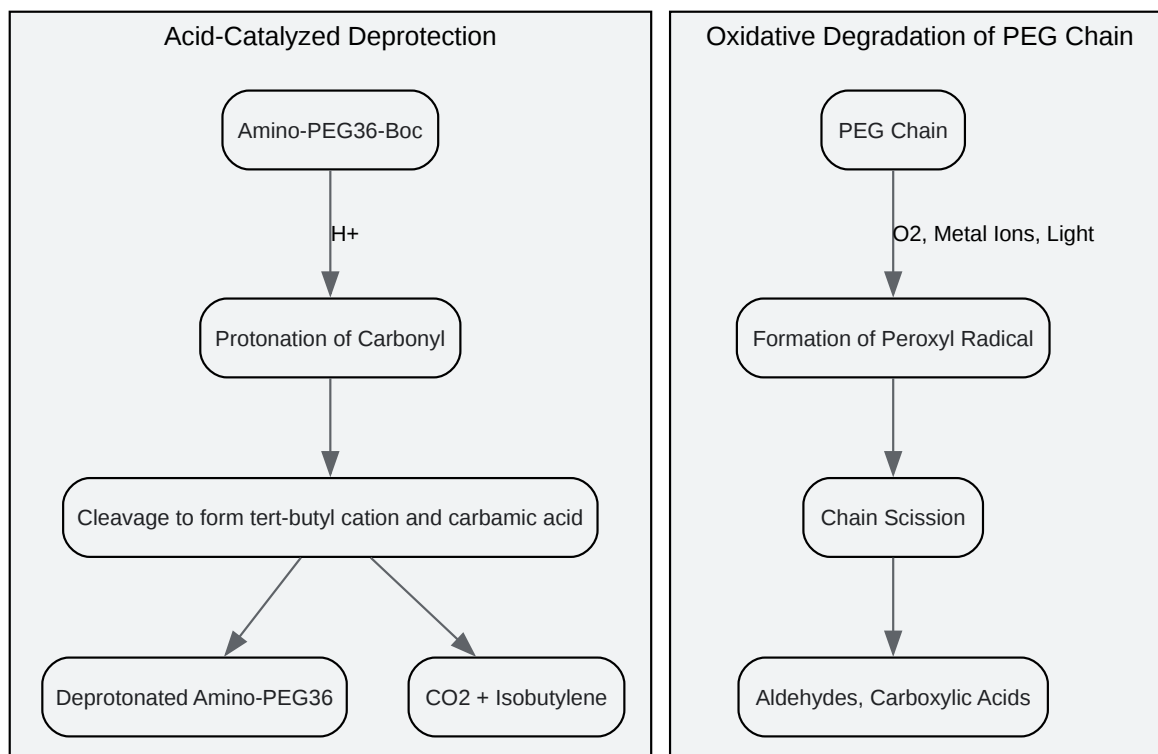 Acid-Catalyzed Deprotection
Amino-PEG36-Boc
H+
Protonation of Carbonyl
Cleavage to form tert-butyl cation and carbamic acid
Deprotonated Amino-PEG36
CO2 + Isobutylene
Oxidative Degradation of PEG Chain
PEG Chain
O2, Metal Ions, Light
Formation of Peroxyl Radical
Chain Scission
Aldehydes, Carboxylic Acids